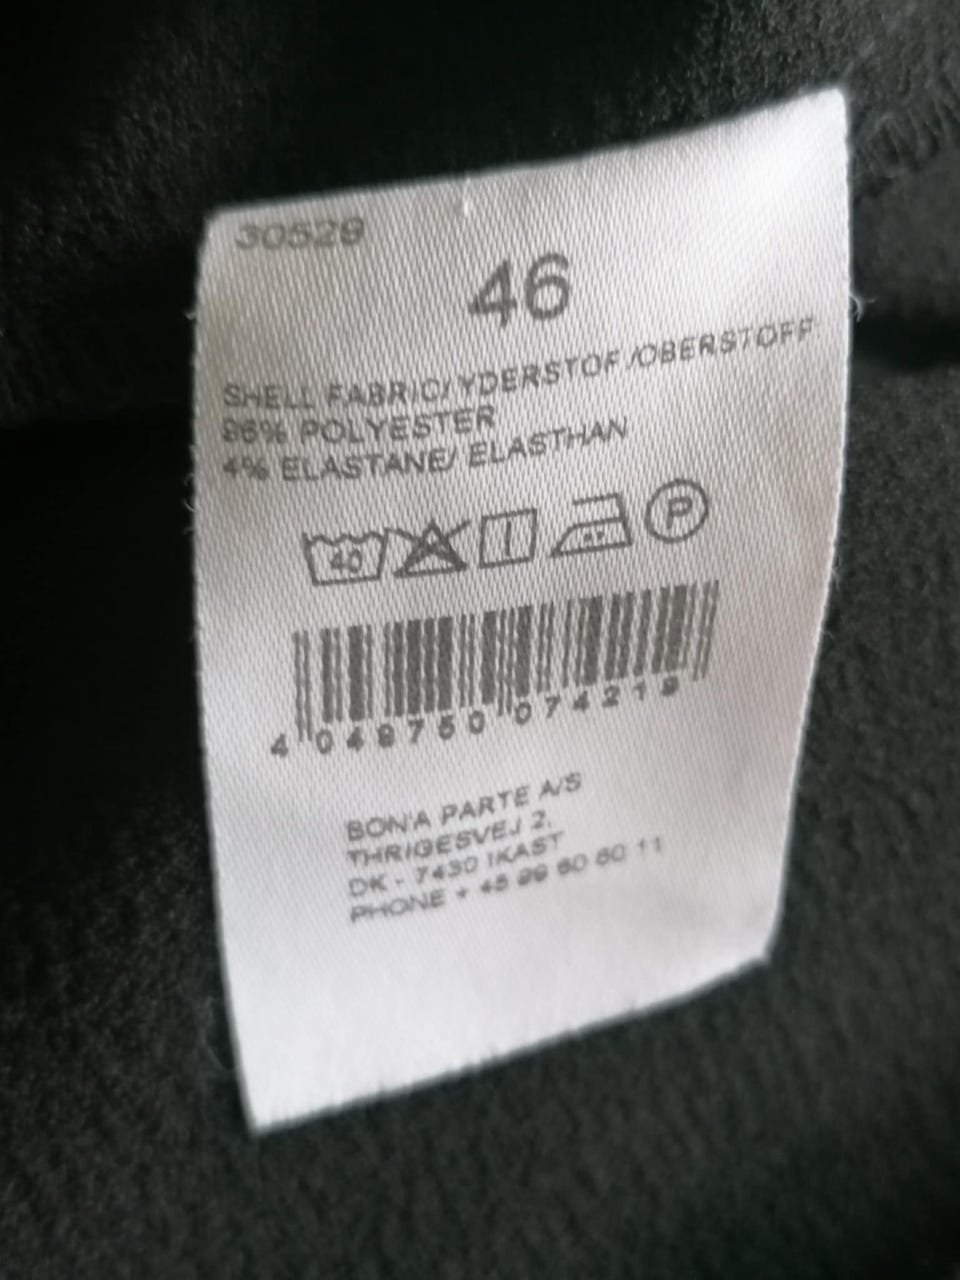 30529
46
SHELL FABRIC/ YDERSTOF /OBERSTOFF
96% POLYESTER
4% ELASTANE/ ELASTHAN
40 P
4 048760 074219
BON'A PARTE A/S
THRIGESVEJ 2.
DK - 7430 IKAST
PHONE + 45 99 60 60 11